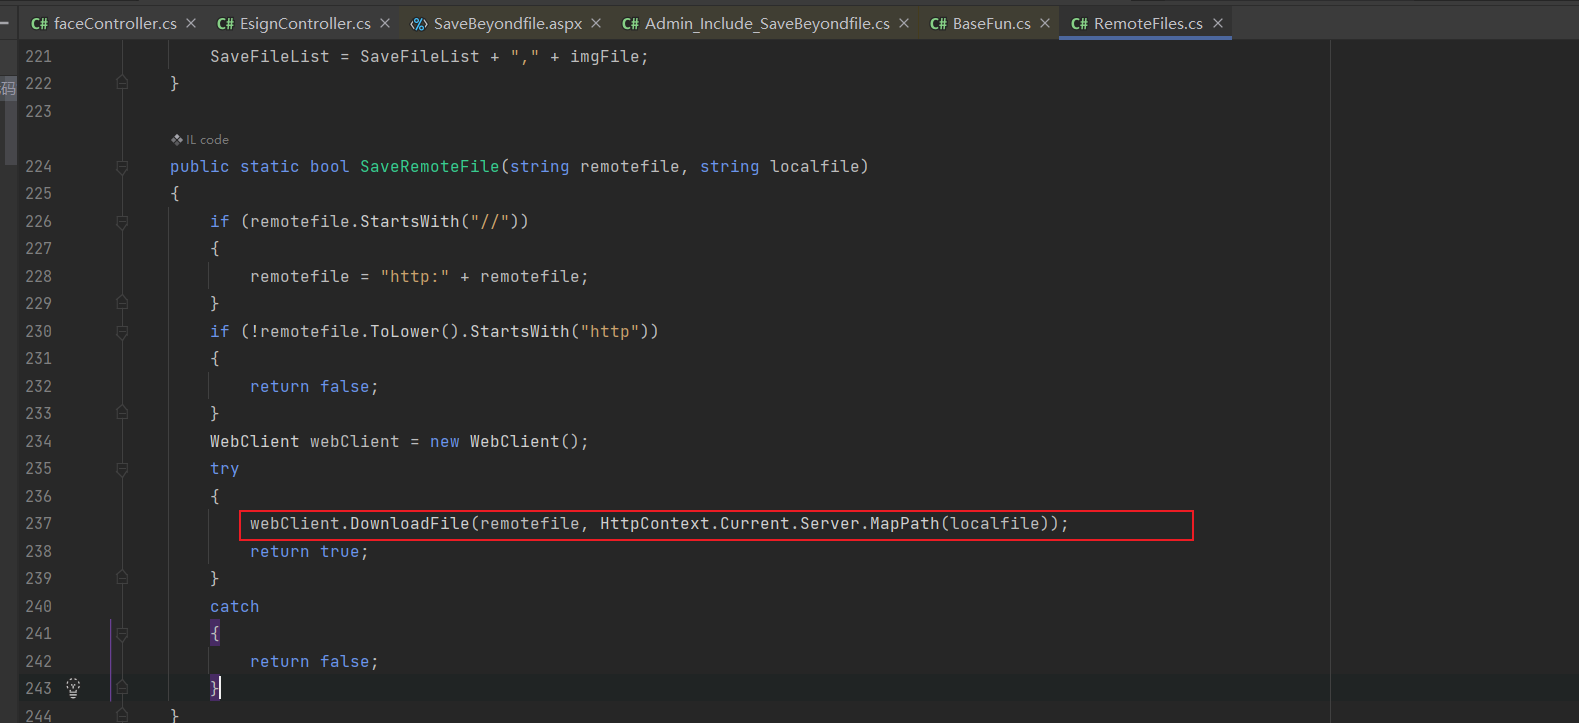 C# faceController.cs × C# EsignController.cs × SaveBeyondfile.aspx × C# Admin_Include_SaveBeyondfile.cs × C# BaseFun.cs × C# RemoteFiles.cs ×
221 SaveFileList = SaveFileList + "," + imgFile;
222 }
码
223
IL code
224 public static bool SaveRemoteFile(string remotefile, string localfile)
225 {
226 if (remotefile.StartsWith("//"))
227 {
228 remotefile = "http:" + remotefile;
229 }
230 if (!remotefile.ToLower().StartsWith("http"))
231 {
232 return false;
233 }
234 WebClient webClient = new WebClient();
235 try
236 {
237 webClient.DownloadFile(remotefile, HttpContext.Current.Server.MapPath(localfile));
238 return true;
239 }
240 catch
241 {
242 return false;
243 }
244 }